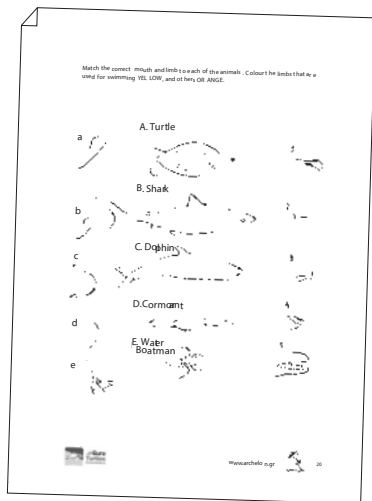 Match the correct mouth and limb to each of the animals. Colour the limbs that are
used for swimming YELLOW, and others ORANGE.
A. Turtle
a
B. Shark
b
C. Dolphin
c
D. Cormorant
d
E. Water
Boatman
e
www.archelon.gr
20